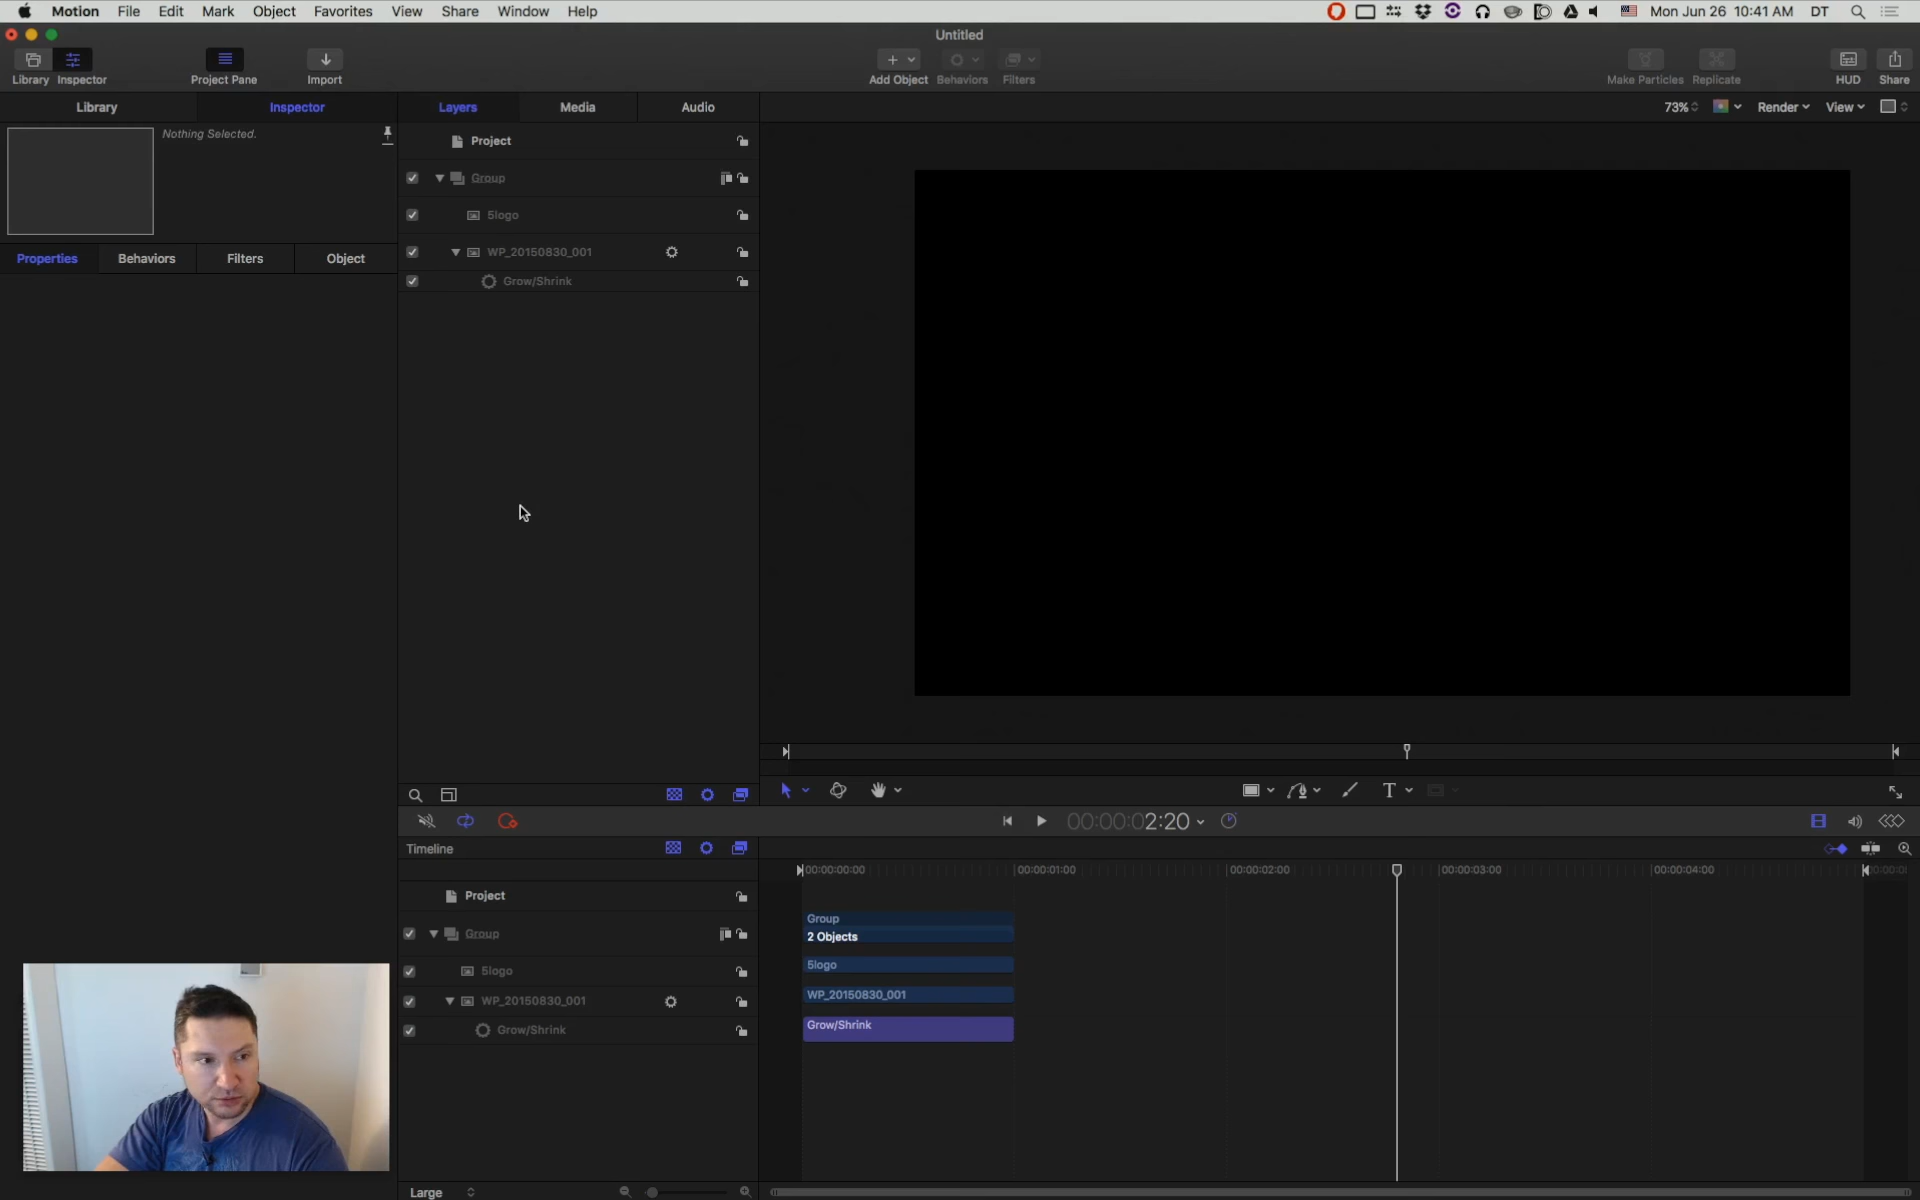 Motion File Edit Mark Object Favorites View Share Window Help Mon Jun 26 10:41 AM DT
Untitled
Library Inspector Project Pane Import Add Object Behaviors Filters Make Particles Replicate HUD Share
Library Inspector Layers Media Audio 73% Render View
Nothing Selected.
Project
Group
5logo
WP_20150830_001
Properties Behaviors Filters Object
Grow/Shrink
T
00:00:02:20
Timeline
00:00:00:00 00:00:01:00 00:00:02:00 00:00:03:00 00:00:04:00
Project
Group
2 Objects
Group
5logo
5logo
WP_20150830_001
WP_20150830_001
Grow/Shrink
Grow/Shrink
Large